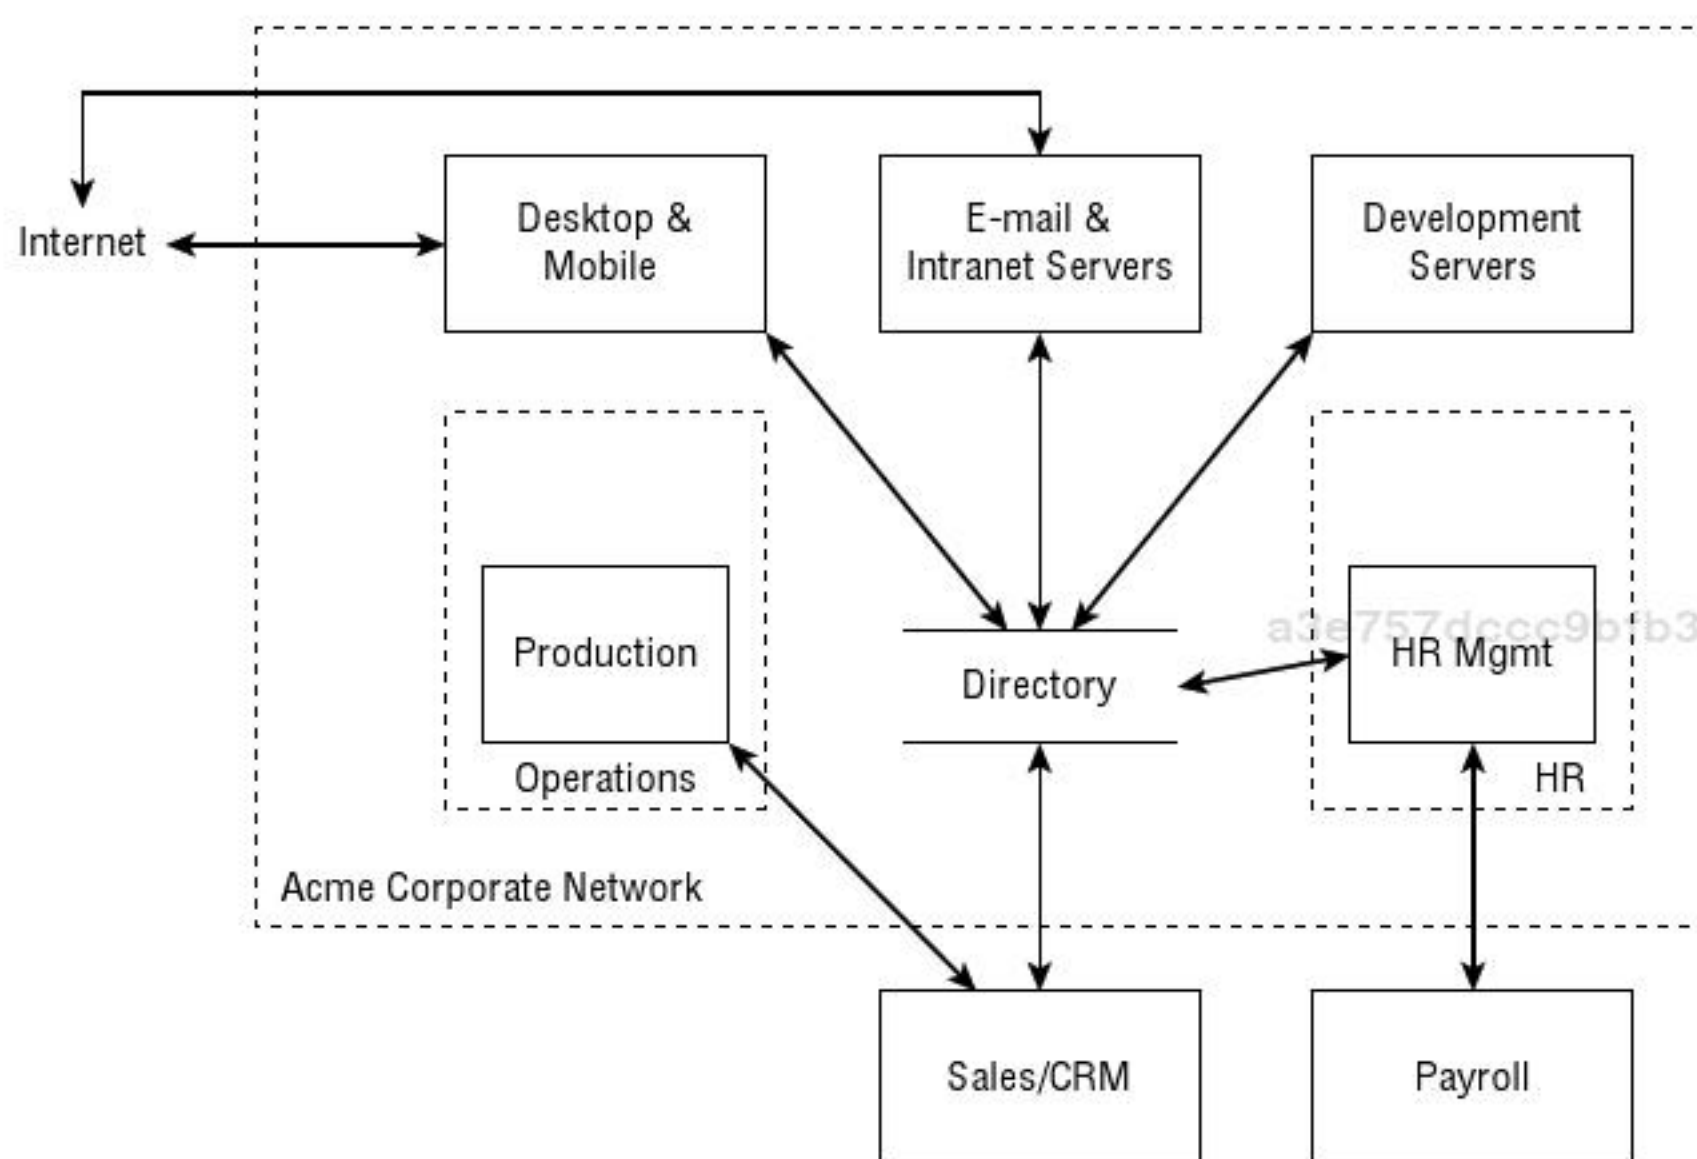 Internet
Desktop &
Mobile
E-mail &
Intranet Servers
Development
Servers
Production
Operations
Directory
a3e757dccc9bfb3
HR Mgmt
HR
Acme Corporate Network
Sales/CRM
Payroll